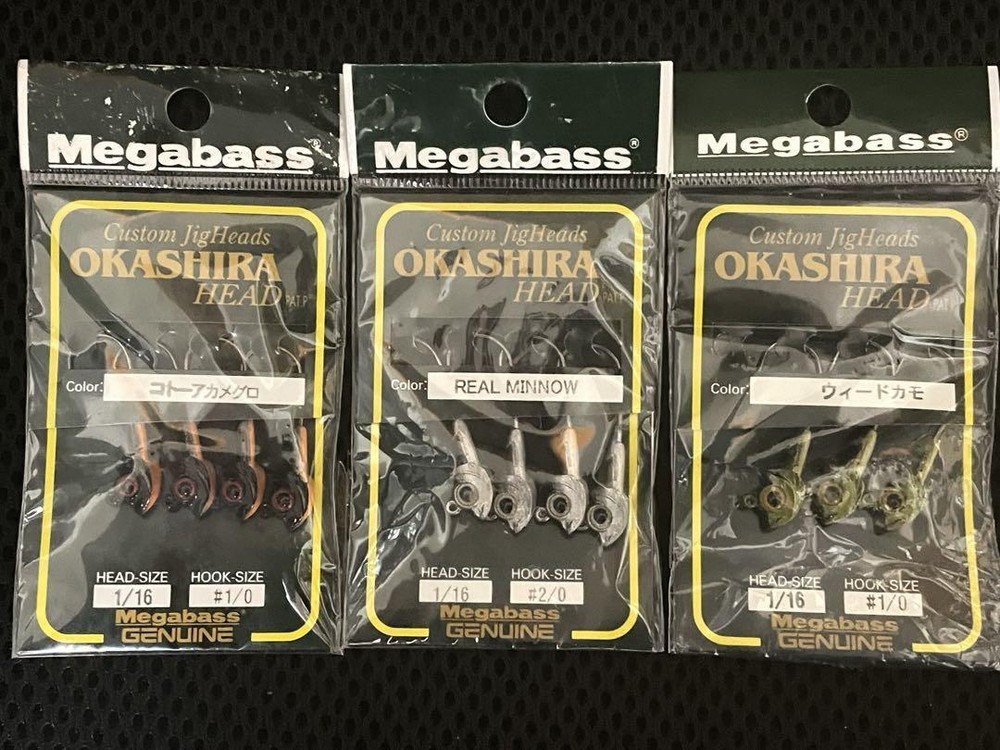 Megabass®
Custom JigHeads
OKASHIRA
HEAD PAT.P
Color: コトーアカメグロ
HEAD-SIZE HOOK-SIZE
1/16 #1/0
Megabass
GENUINE
Megabass®
Custom JigHeads
OKASHIRA
HEAD PAT.P
Color: REAL MINNOW
HEAD-SIZE HOOK-SIZE
1/16 #2/0
Megabass
GENUINE
Megabass®
Custom JigHeads
OKASHIRA
HEAD PAT.P
Color: ウィードカモ
HEAD-SIZE HOOK-SIZE
1/16 #1/0
Megabass
GENUINE